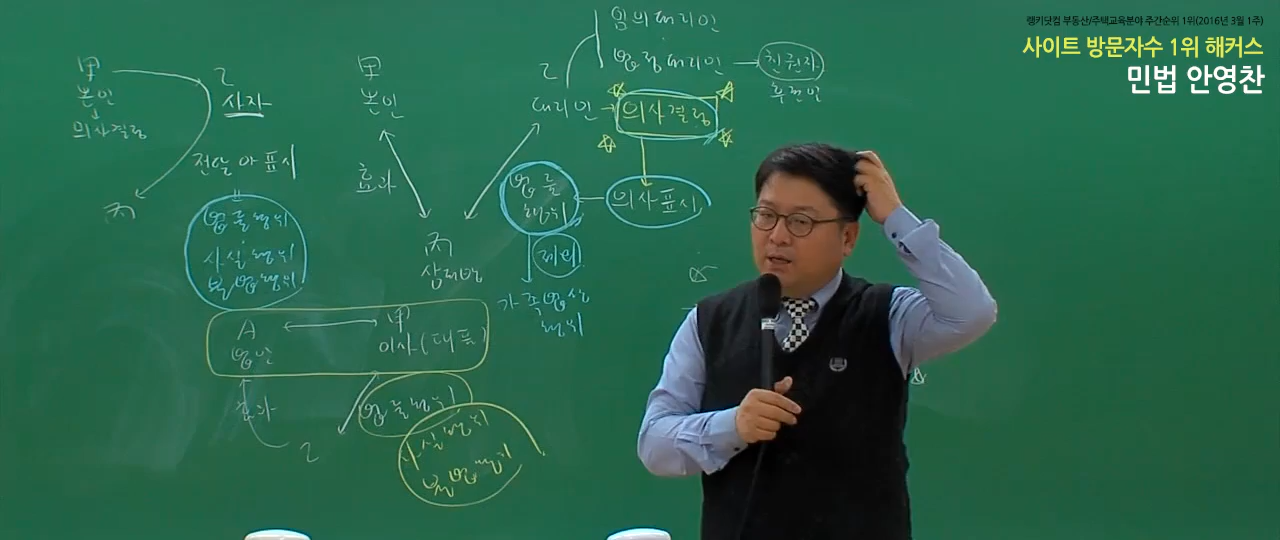 랭키닷컴 부동산/주택교육분야 주간순위 1위(2016년 3월 1주)
사이트 방문자수 1위 해커스
민법 안영찬
甲
본인
의사결정
乙
사자
전달 아 표시
丙
법률행위
사실행위
불법행위
甲
본인
효과
丙
삼대방
乙
대리인
임의대리인
법정대리인
친권자
후견인
의사결정
의사표시
법률
행위
대리
가족법상
행위
A
법인
甲
이사(대표)
효과
乙
법률행위
사실행위
불법행위